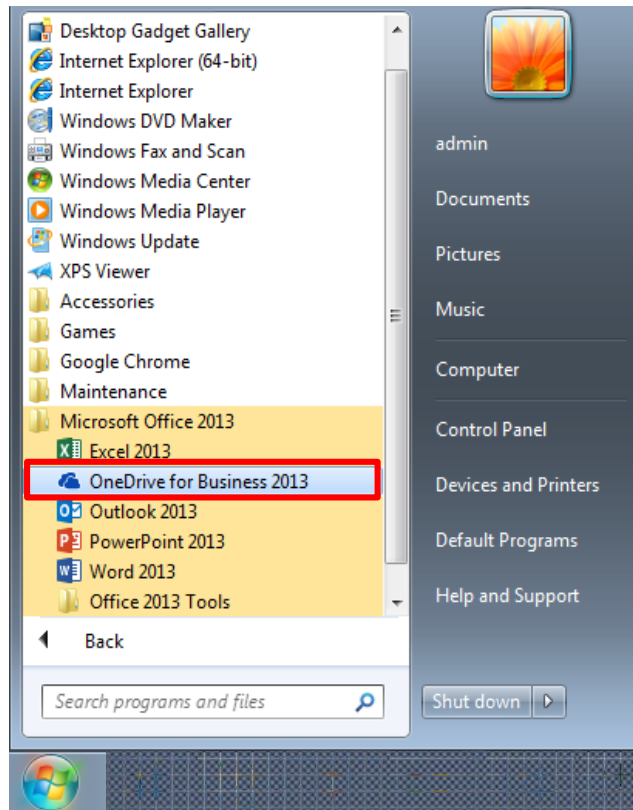 Desktop Gadget Gallery
Internet Explorer (64-bit)
Internet Explorer
Windows DVD Maker
Windows Fax and Scan
Windows Media Center
Windows Media Player
Windows Update
XPS Viewer
Accessories
Games
Google Chrome
Maintenance
Microsoft Office 2013
Excel 2013
OneDrive for Business 2013
Outlook 2013
PowerPoint 2013
Word 2013
Office 2013 Tools
Back
Search programs and files
admin
Documents
Pictures
Music
Computer
Control Panel
Devices and Printers
Default Programs
Help and Support
Shut down